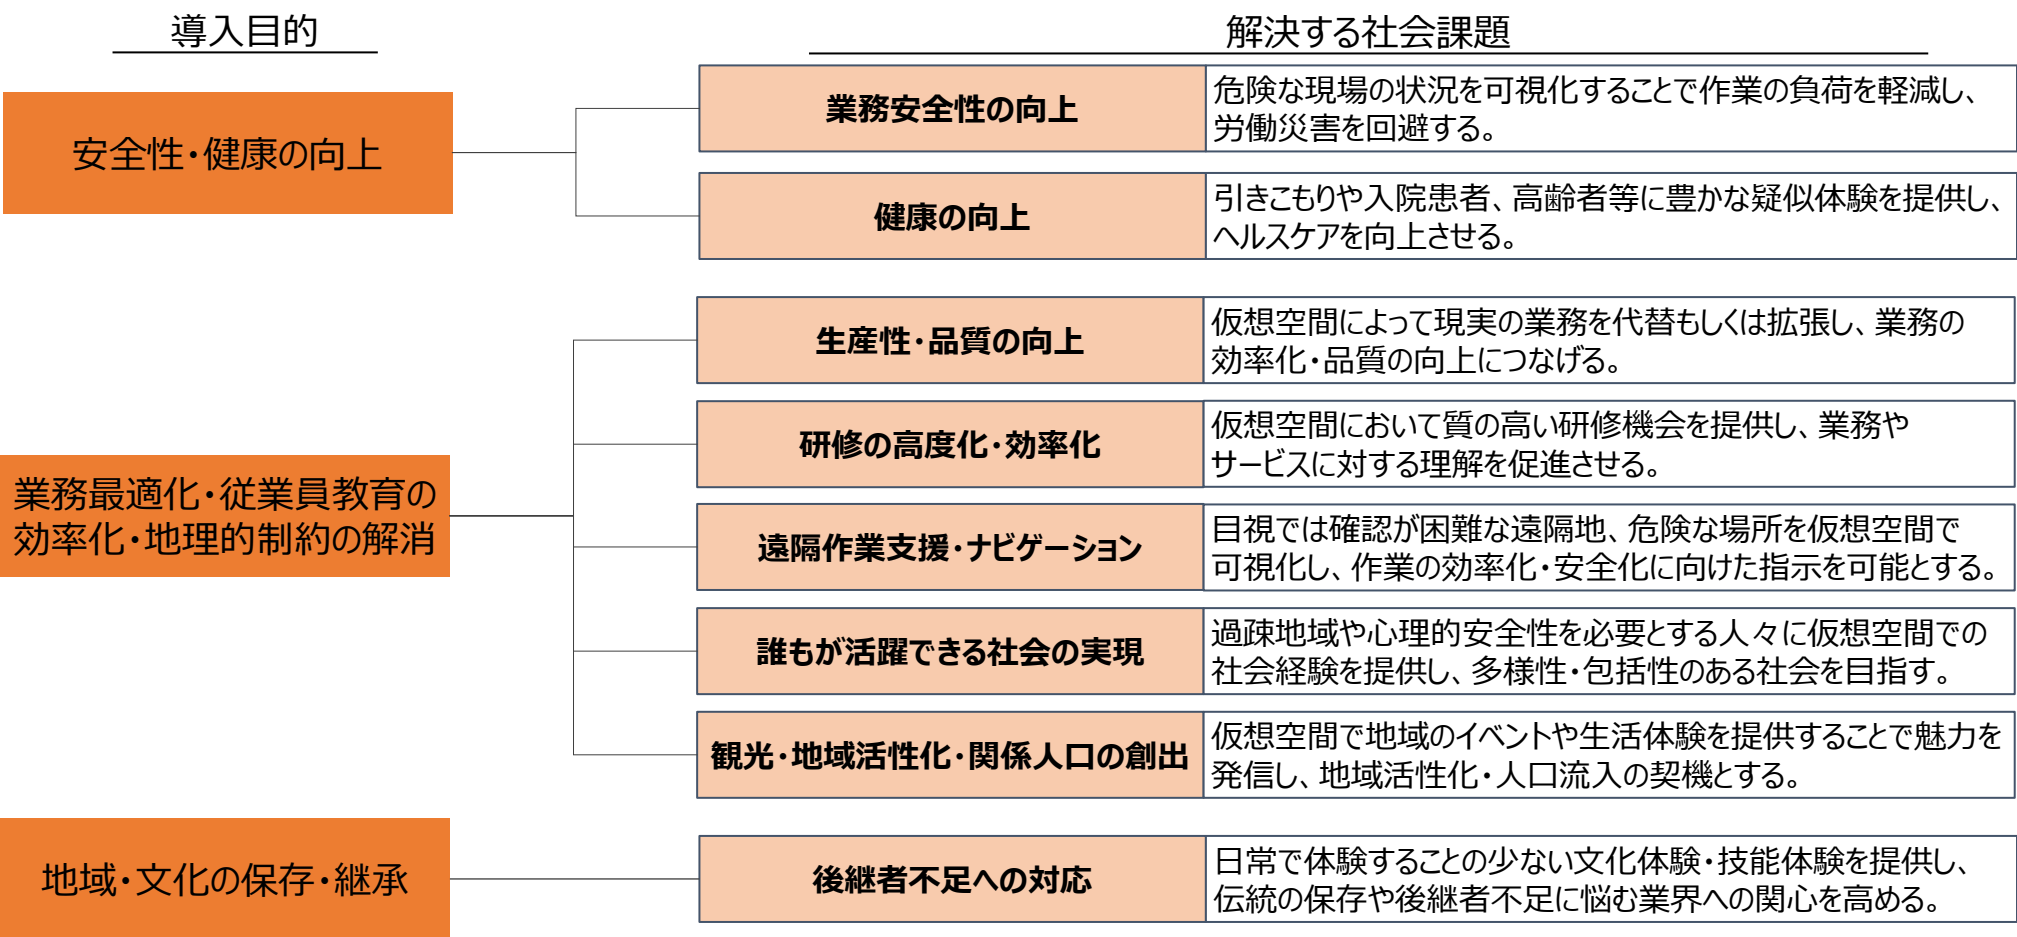 導入目的
解決する社会課題
安全性・健康の向上
業務安全性の向上
危険な現場の状況を可視化することで作業の負荷を軽減し、
労働災害を回避する。
健康の向上
引きこもりや入院患者、高齢者等に豊かな疑似体験を提供し、
ヘルスケアを向上させる。
業務最適化・従業員教育の
効率化・地理的制約の解消
生産性・品質の向上
仮想空間によって現実の業務を代替もしくは拡張し、業務の
効率化・品質の向上につなげる。
研修の高度化・効率化
仮想空間において質の高い研修機会を提供し、業務や
サービスに対する理解を促進させる。
遠隔作業支援・ナビゲーション
目視では確認が困難な遠隔地、危険な場所を仮想空間で
可視化し、作業の効率化・安全化に向けた指示を可能とする。
誰もが活躍できる社会の実現
過疎地域や心理的安全性を必要とする人々に仮想空間での
社会経験を提供し、多様性・包括性のある社会を目指す。
観光・地域活性化・関係人口の創出
仮想空間で地域のイベントや生活体験を提供することで魅力を
発信し、地域活性化・人口流入の契機とする。
地域・文化の保存・継承
後継者不足への対応
日常で体験することの少ない文化体験・技能体験を提供し、
伝統の保存や後継者不足に悩む業界への関心を高める。